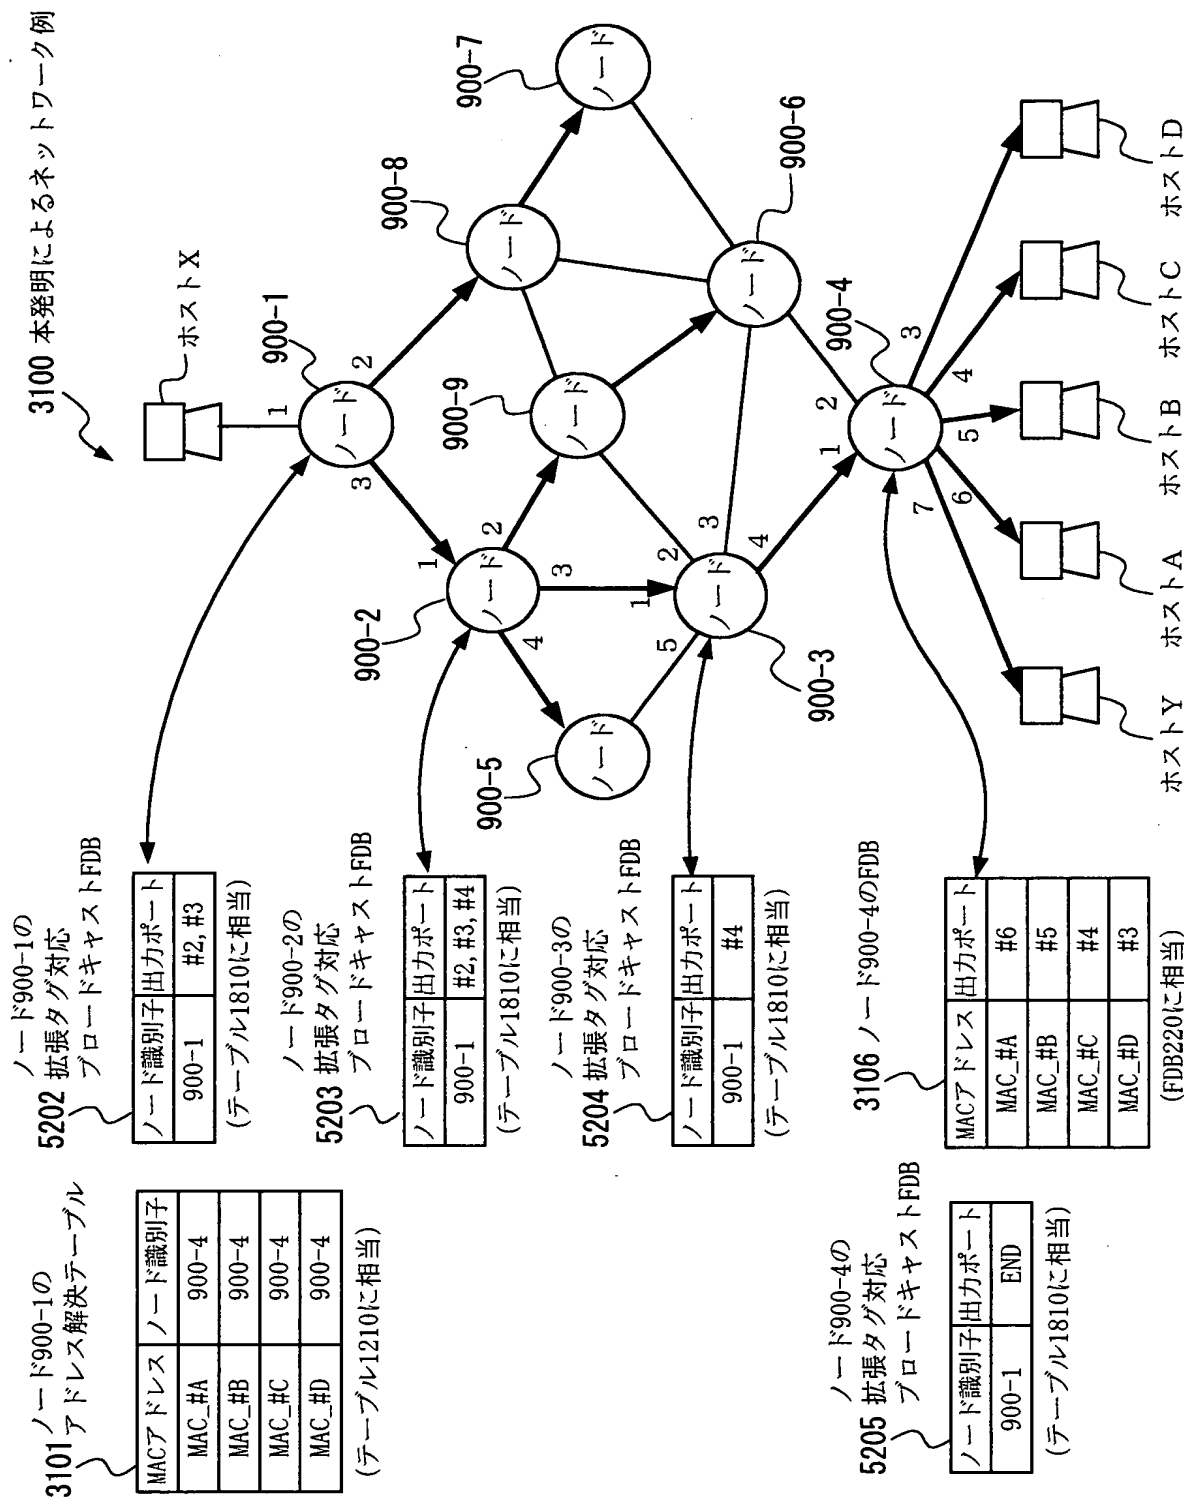 3100 本発明によるネットワーク例
ホストX
900-1
1
2
3
ノード
900-8
ノード
900-7
ノード
900-2
1
2
3
4
ノード
900-9
ノード
900-6
ノード
900-5
ノード
900-3
1
2
3
4
5
ノード
900-4
1
2
3
4
5
6
7
ノード
ホストY
ホストA
ホストB
ホストC
ホストD
ノード900-1の
5202 拡張タグ対応
ブロードキャストFDB
ノード識別子 出力ポート
900-1 #2, #3
(テーブル1810に相当)
ノード900-2の
5203 拡張タグ対応
ブロードキャストFDB
ノード識別子 出力ポート
900-1 #2, #3, #4
(テーブル1810に相当)
ノード900-3の
5204 拡張タグ対応
ブロードキャストFDB
ノード識別子 出力ポート
900-1 #4
(テーブル1810に相当)
3106 ノード900-4のFDB
MACアドレス 出力ポート
MAC_#A #6
MAC_#B #5
MAC_#C #4
MAC_#D #3
(FDB220に相当)
ノード900-1の
3101 アドレス解決テーブル
MACアドレス ノード識別子
MAC_#A 900-4
MAC_#B 900-4
MAC_#C 900-4
MAC_#D 900-4
(テーブル1210に相当)
ノード900-4の
5205 拡張タグ対応
ブロードキャストFDB
ノード識別子 出力ポート
900-1 END
(テーブル1810に相当)